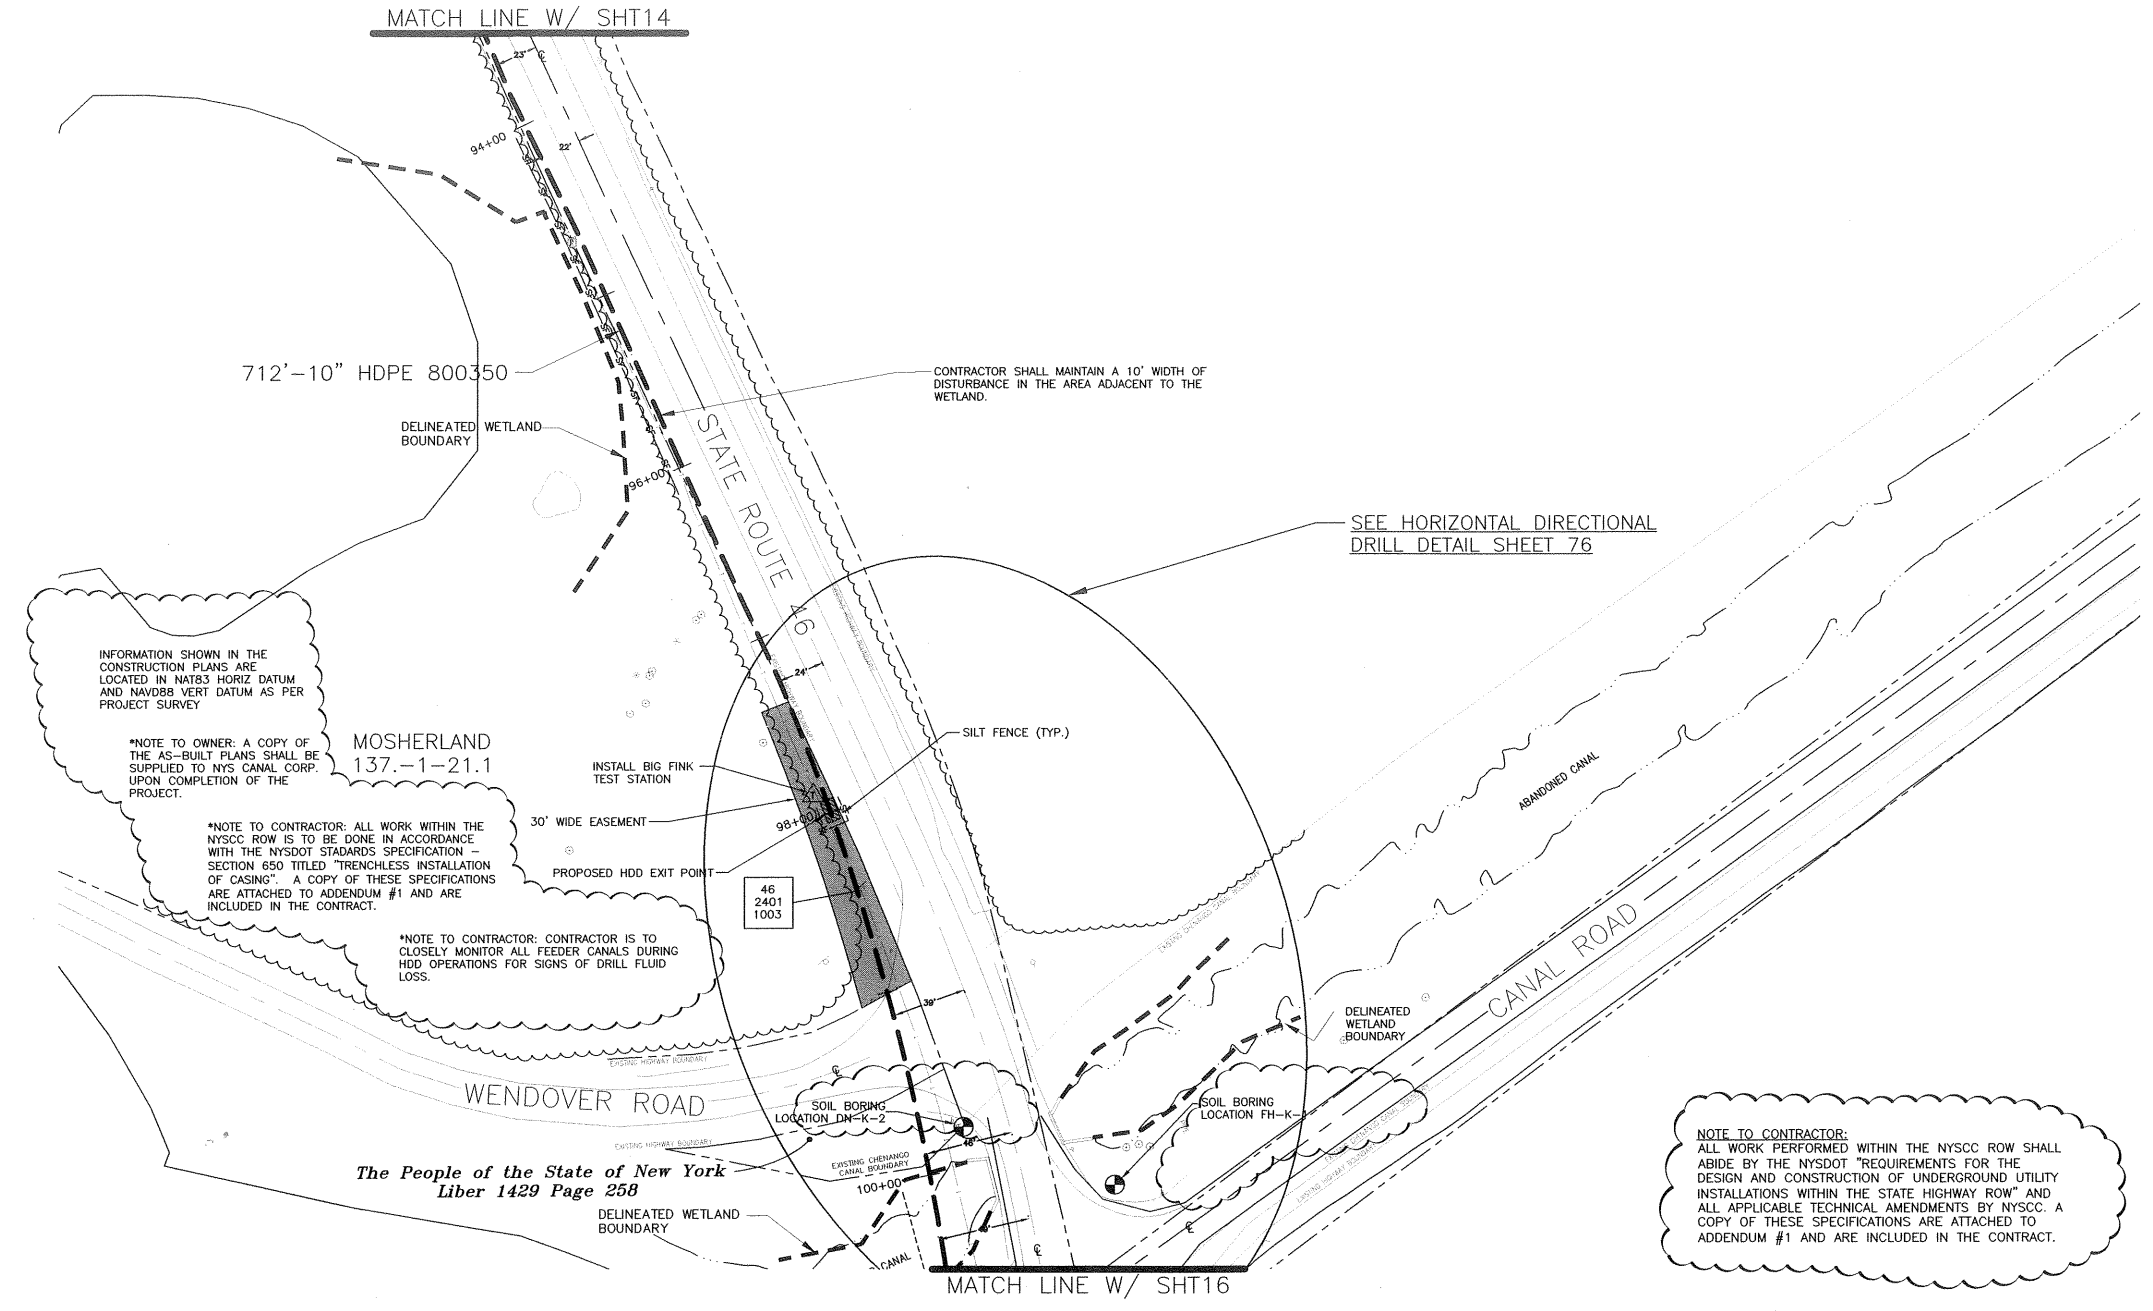 MATCH LINE W/ SHT14
23'
22'
94+00
712'-10" HDPE 800350
CONTRACTOR SHALL MAINTAIN A 10' WIDTH OF
DISTURBANCE IN THE AREA ADJACENT TO THE
WETLAND.
DELINEATED WETLAND
BOUNDARY
96+00
STATE ROUTE 46
SEE HORIZONTAL DIRECTIONAL
DRILL DETAIL SHEET 76
INFORMATION SHOWN IN THE
CONSTRUCTION PLANS ARE
LOCATED IN NAT83 HORIZ DATUM
AND NAVD88 VERT DATUM AS PER
PROJECT SURVEY
*NOTE TO OWNER: A COPY OF
THE AS-BUILT PLANS SHALL BE
SUPPLIED TO NYS CANAL CORP.
UPON COMPLETION OF THE
PROJECT.
MOSHERLAND
137.-1-21.1
24'
SILT FENCE (TYP.)
INSTALL BIG FINK
TEST STATION
30' WIDE EASEMENT
98+00
PROPOSED HDD EXIT POINT
46
2401
1003
ABANDONED CANAL
*NOTE TO CONTRACTOR: ALL WORK WITHIN THE
NYSCC ROW IS TO BE DONE IN ACCORDANCE
WITH THE NYSDOT STADARDS SPECIFICATION -
SECTION 650 TITLED "TRENCHLESS INSTALLATION
OF CASING". A COPY OF THESE SPECIFICATIONS
ARE ATTACHED TO ADDENDUM #1 AND ARE
INCLUDED IN THE CONTRACT.
*NOTE TO CONTRACTOR: CONTRACTOR IS TO
CLOSELY MONITOR ALL FEEDER CANALS DURING
HDD OPERATIONS FOR SIGNS OF DRILL FLUID
LOSS.
EXISTING CHENANGO CANAL BOUNDARY
CANAL ROAD
39'
DELINEATED
WETLAND
BOUNDARY
EXISTING HIGHWAY BOUNDARY
WENDOVER ROAD
SOIL BORING
LOCATION DN-K-2
SOIL BORING
LOCATION FH-K-
EXISTING HIGHWAY BOUNDARY
EXISTING CHENANGO
CANAL BOUNDARY
EXISTING HIGHWAY BOUNDARY
The People of the State of New York
Liber 1429 Page 258
100+00
DELINEATED WETLAND
BOUNDARY
CANAL
NOTE TO CONTRACTOR:
ALL WORK PERFORMED WITHIN THE NYSCC ROW SHALL
ABIDE BY THE NYSDOT "REQUIREMENTS FOR THE
DESIGN AND CONSTRUCTION OF UNDERGROUND UTILITY
INSTALLATIONS WITHIN THE STATE HIGHWAY ROW" AND
ALL APPLICABLE TECHNICAL AMENDMENTS BY NYSCC. A
COPY OF THESE SPECIFICATIONS ARE ATTACHED TO
ADDENDUM #1 AND ARE INCLUDED IN THE CONTRACT.
MATCH LINE W/ SHT16